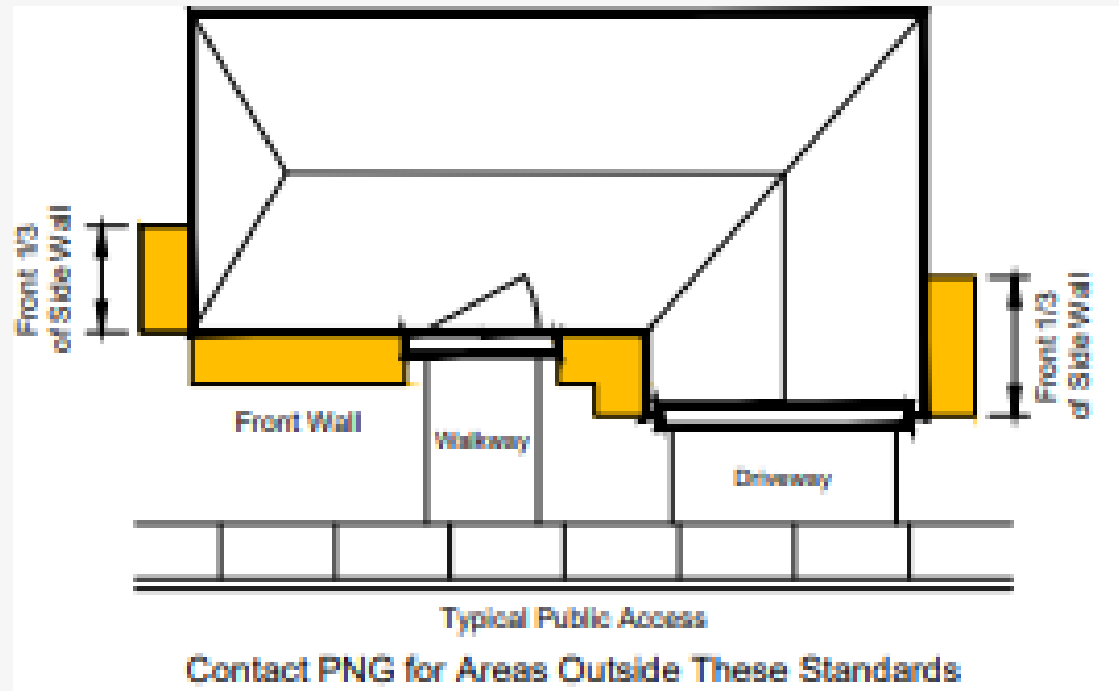 Front 1/3
of Side Wall
Front 1/3
of Side Wall
Front Wall
Walkway
Driveway
Typical Public Access
Contact PNG for Areas Outside These Standards